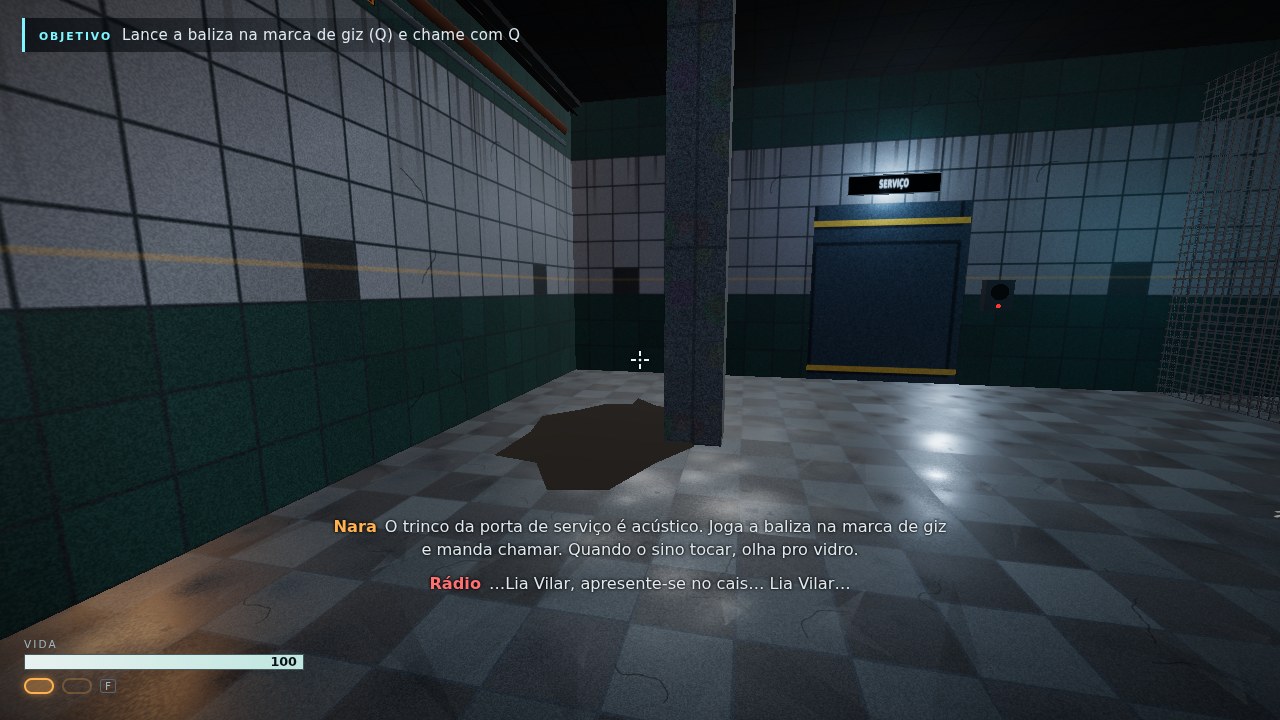 OBJETIVO Lance a baliza na marca de giz (Q) e chame com Q
SERVIÇO
Nara O trinco da porta de serviço é acústico. Joga a baliza na marca de giz
e manda chamar. Quando o sino tocar, olha pro vidro.
Rádio …Lia Vilar, apresente-se no cais… Lia Vilar…
VIDA
100
F